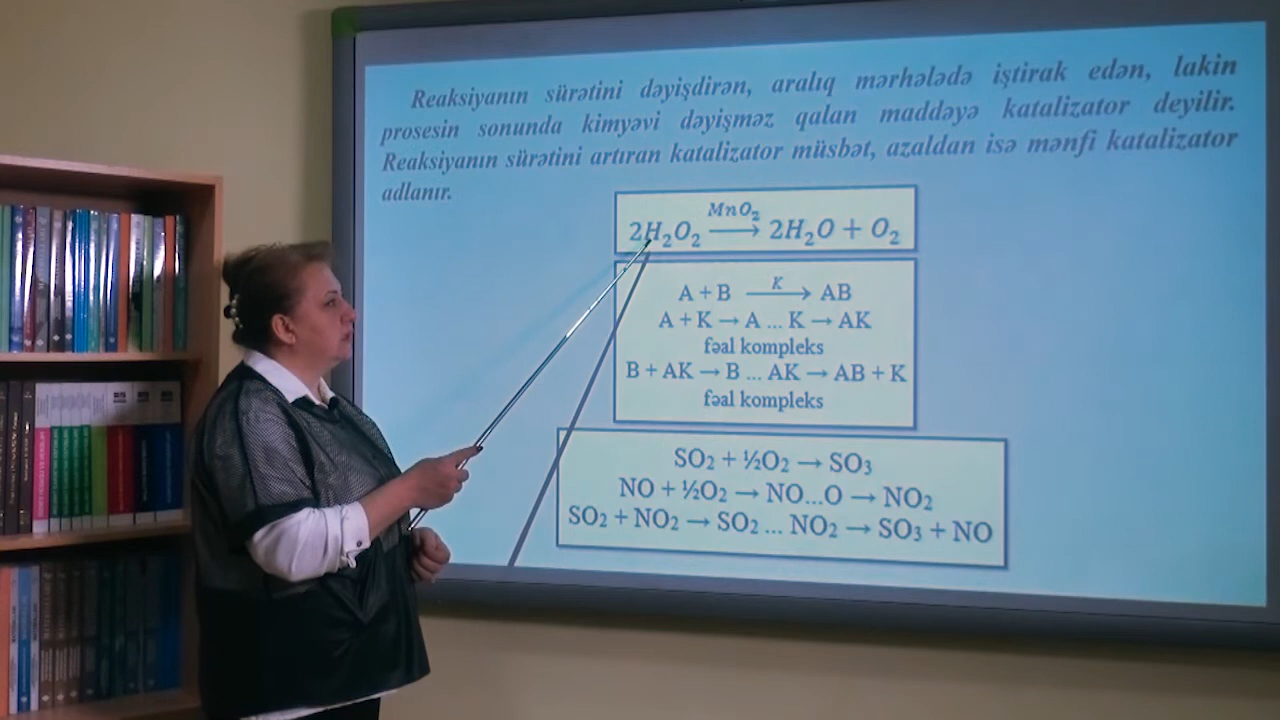 Reaksiyanın sürətini dəyişdirən, aralıq mərhələdə iştirak edən, lakin
prosesin sonunda kimyəvi dəyişməz qalan maddəyə katalizator deyilir.
Reaksiyanın sürətini artıran katalizator müsbət, azaldan isə mənfi katalizator
adlanır.
MnO₂
2H₂O₂ ⟶ 2H₂O + O₂
K
A + B ⟶ AB
A + K → A ... K → AK
fəal kompleks
B + AK → B ... AK → AB + K
fəal kompleks
SO₂ + ½O₂ → SO₃
NO + ½O₂ → NO...O → NO₂
SO₂ + NO₂ → SO₂ ... NO₂ → SO₃ + NO